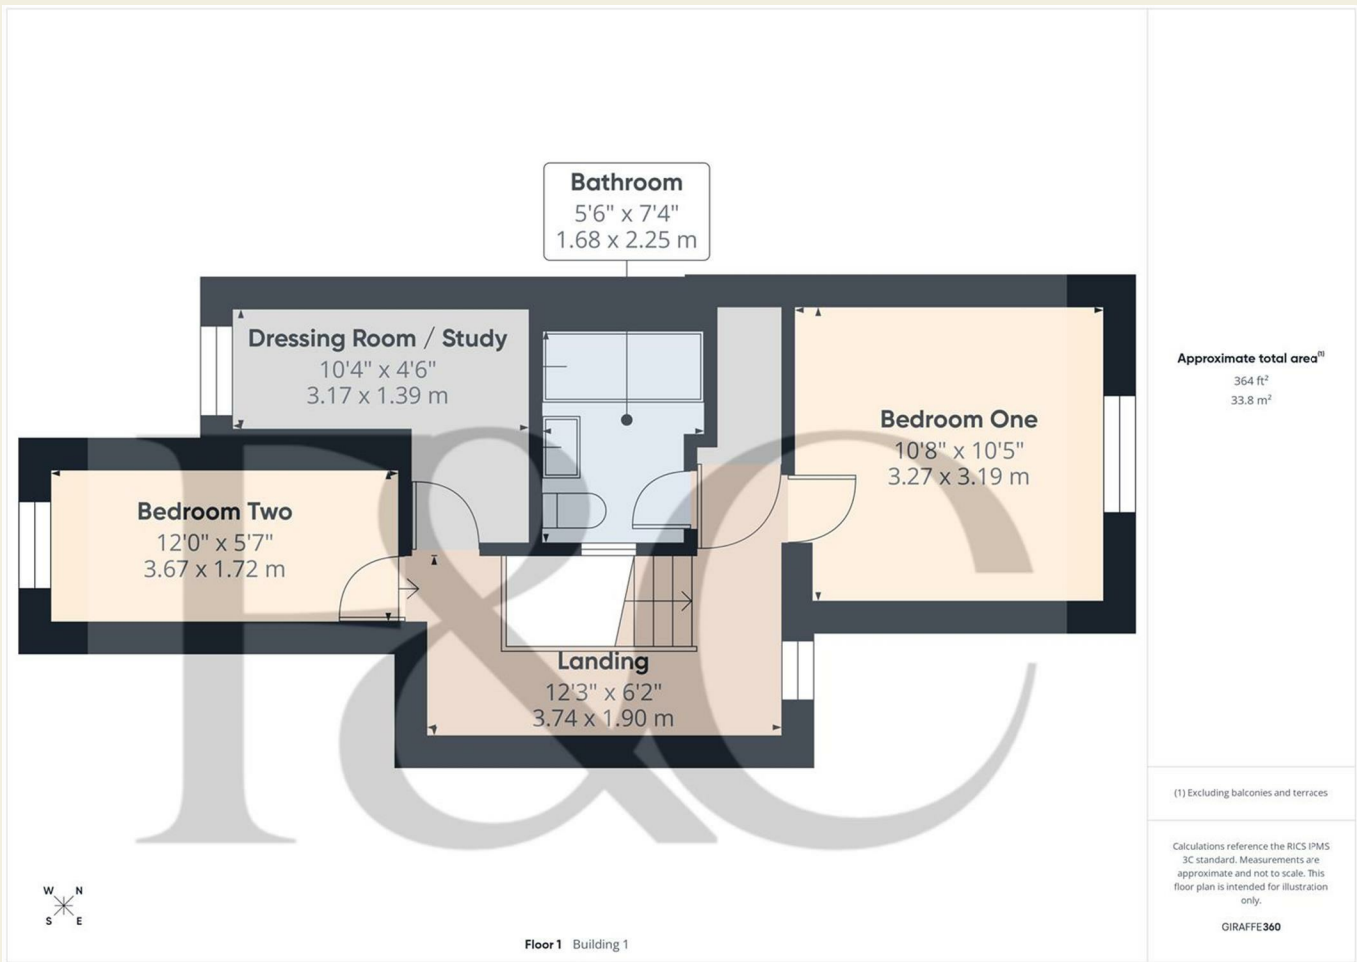 Bathroom
5'6" x 7'4"
1.68 x 2.25 m
Dressing Room / Study
10'4" x 4'6"
3.17 x 1.39 m
Bedroom One
10'8" x 10'5"
3.27 x 3.19 m
Bedroom Two
12'0" x 5'7"
3.67 x 1.72 m
Landing
12'3" x 6'2"
3.74 x 1.90 m
F&C
W N
S E
Floor 1 Building 1
Approximate total area(1)
364 ft²
33.8 m²
(1) Excluding balconies and terraces
Calculations reference the RICS IPMS
3C standard. Measurements are
approximate and not to scale. This
floor plan is intended for illustration
only.
GIRAFFE360